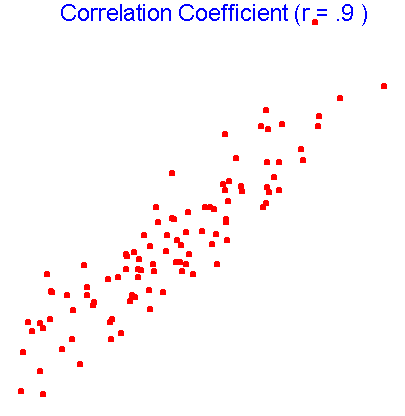 Correlation Coefficient (r = .9 )